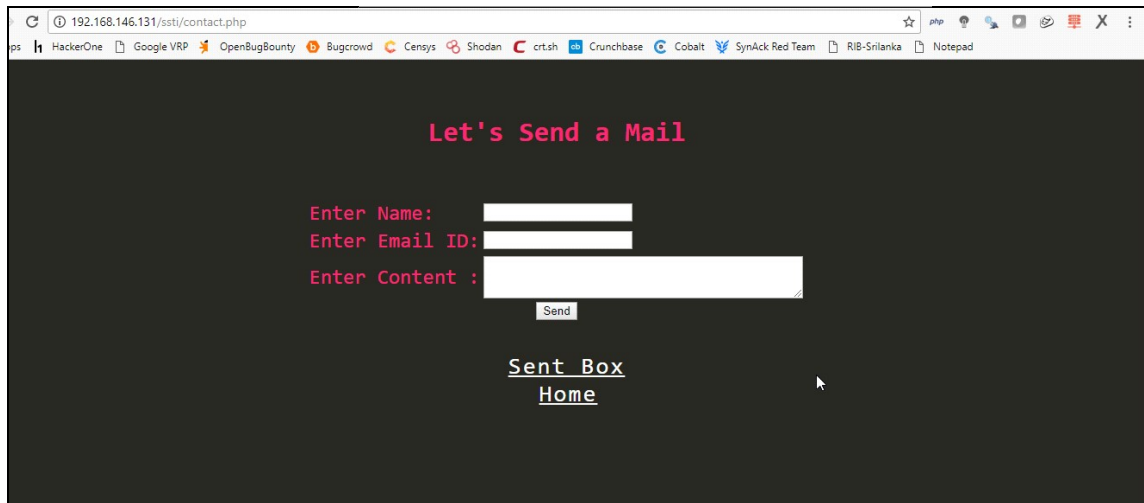 192.168.146.131/ssti/contact.php
php
ps HackerOne Google VRP OpenBugBounty Bugcrowd Censys Shodan crt.sh cb Crunchbase Cobalt SynAck Red Team RIB-Srilanka Notepad
Let's Send a Mail
Enter Name:
Enter Email ID:
Enter Content :
Send
Sent Box
Home